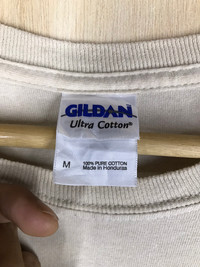 GILDAN
Ultra Cotton®
M
100% PURE COTTON
Made in Honduras